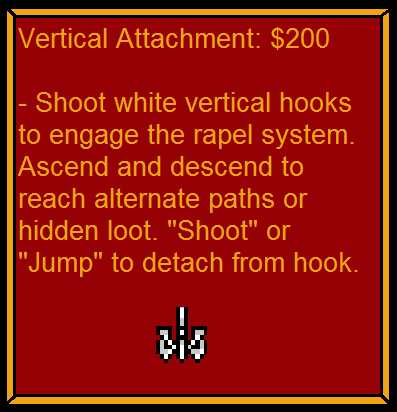 Vertical Attachment: $200
- Shoot white vertical hooks
to engage the rapel system.
Ascend and descend to
reach alternate paths or
hidden loot. "Shoot" or
"Jump" to detach from hook.